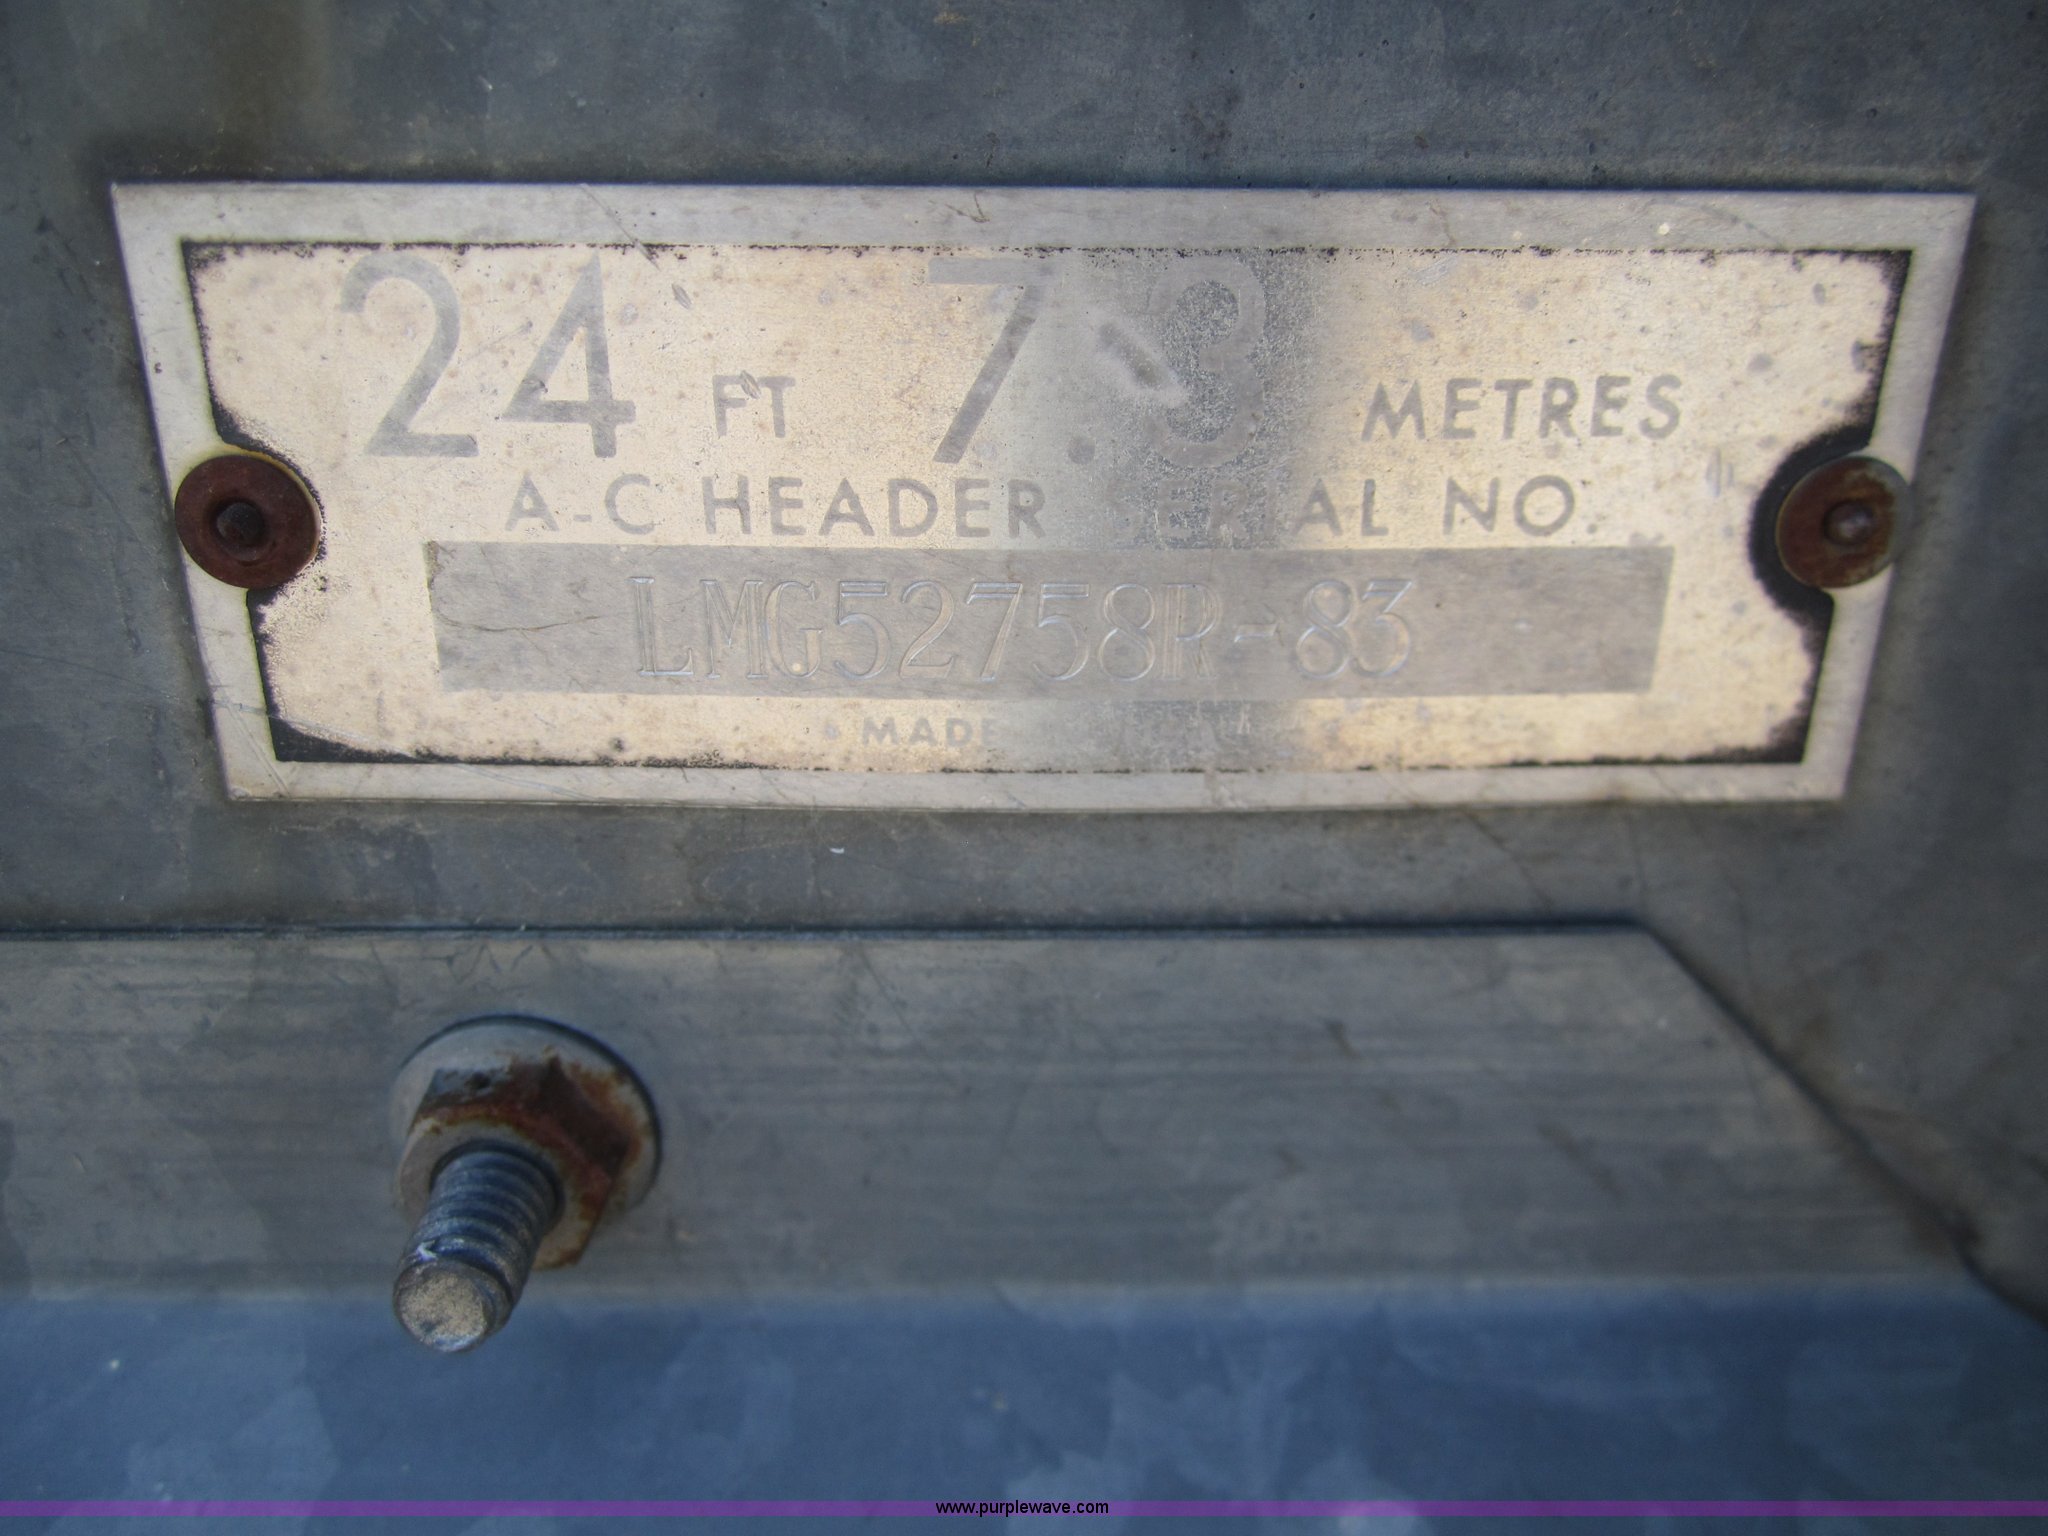 24 FT 7.3 METRES
A-C HEADER SERIAL NO.
LMG52758R-83
MADE
www.purplewave.com